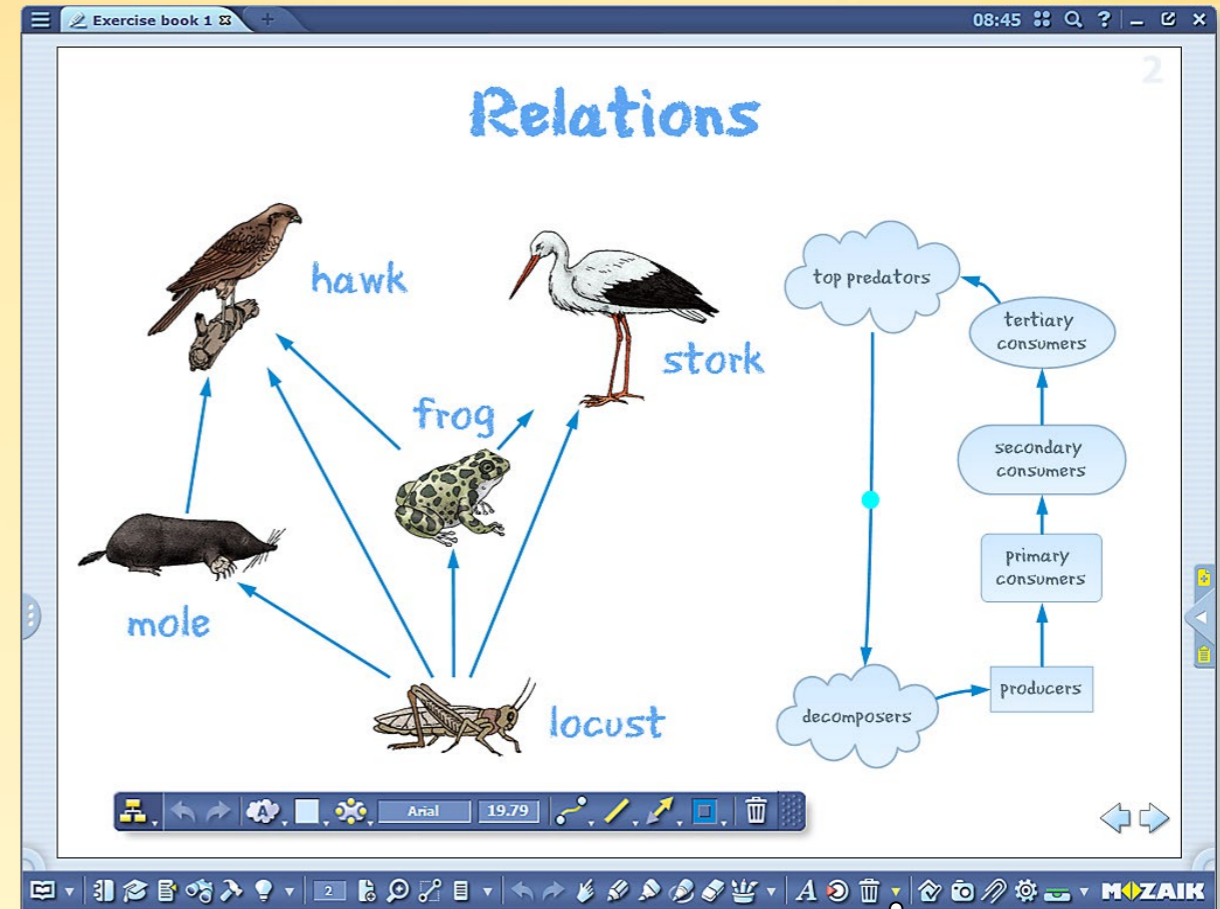 Exercise book 1
08:45
2
Relations
hawk
stork
frog
mole
locust
top predators
tertiary
consumers
secondary
consumers
primary
consumers
producers
decomposers
A
Arial
19.79
2
A
MOZAIK